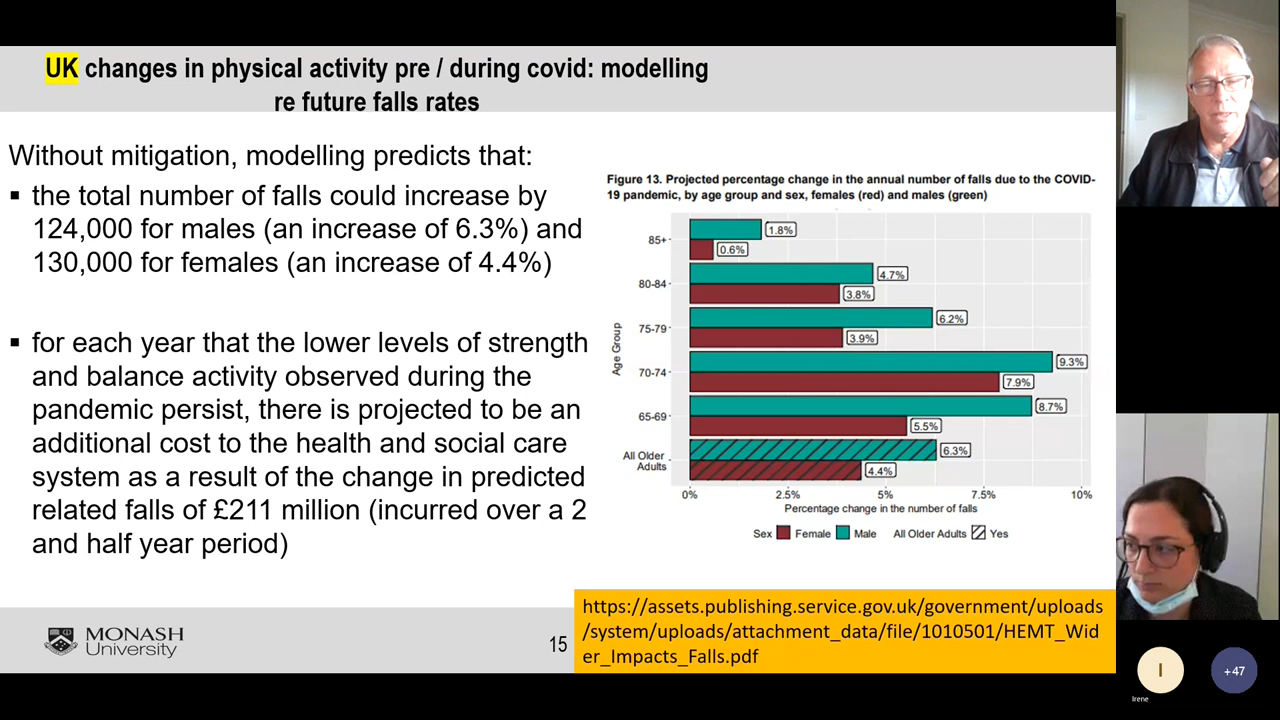 UK changes in physical activity pre / during covid: modelling
re future falls rates
Without mitigation, modelling predicts that:
▪ the total number of falls could increase by
124,000 for males (an increase of 6.3%) and
130,000 for females (an increase of 4.4%)
▪ for each year that the lower levels of strength
and balance activity observed during the
pandemic persist, there is projected to be an
additional cost to the health and social care
system as a result of the change in predicted
related falls of £211 million (incurred over a 2
and half year period)
Figure 13. Projected percentage change in the annual number of falls due to the COVID-
19 pandemic, by age group and sex, females (red) and males (green)
Age Group
85+
1.8%
0.6%
80-84
4.7%
3.8%
75-79
6.2%
3.9%
70-74
9.3%
7.9%
65-69
8.7%
5.5%
All Older
Adults
6.3%
4.4%
0% 2.5% 5% 7.5% 10%
Percentage change in the number of falls
Sex Female Male All Older Adults Yes
https://assets.publishing.service.gov.uk/government/uploads
/system/uploads/attachment_data/file/1010501/HEMT_Wid
er_Impacts_Falls.pdf
MONASH
University
15
I
Irene
+47